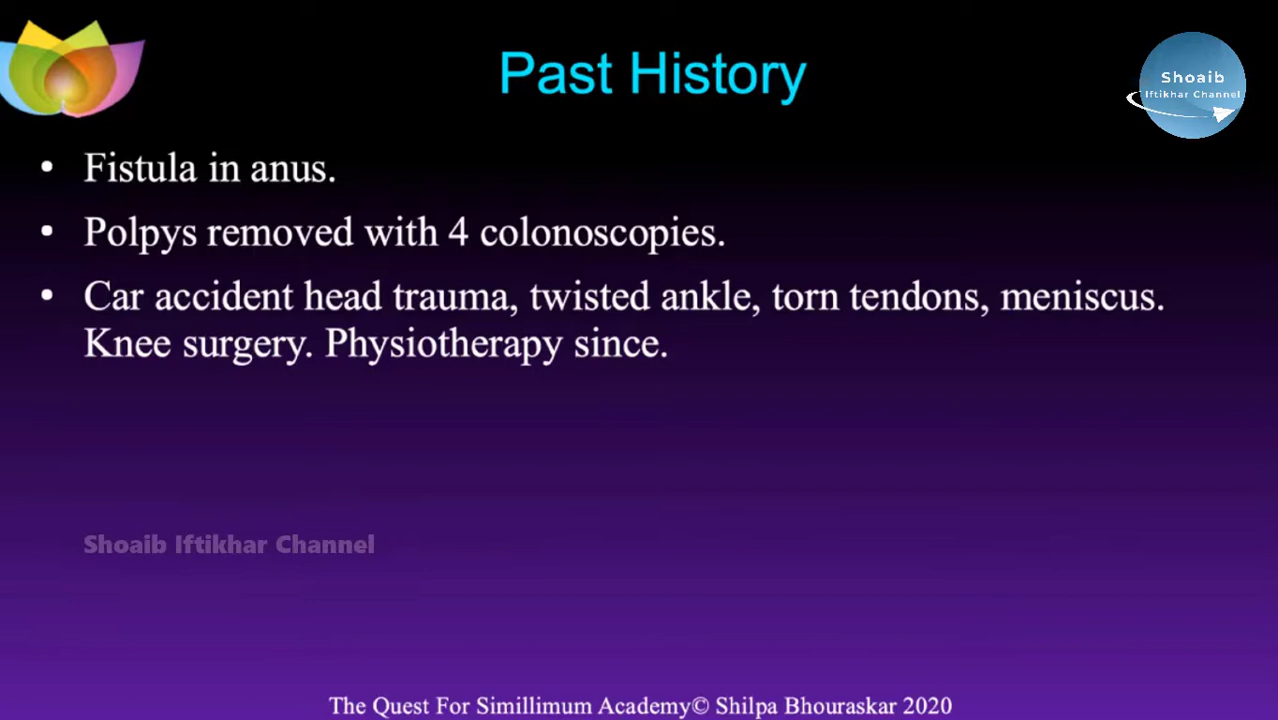 Past History
Shoaib
Iftikhar Channel
• Fistula in anus.
• Polpys removed with 4 colonoscopies.
• Car accident head trauma, twisted ankle, torn tendons, meniscus.
Knee surgery. Physiotherapy since.
Shoaib Iftikhar Channel
The Quest For Simillimum Academy© Shilpa Bhouraskar 2020